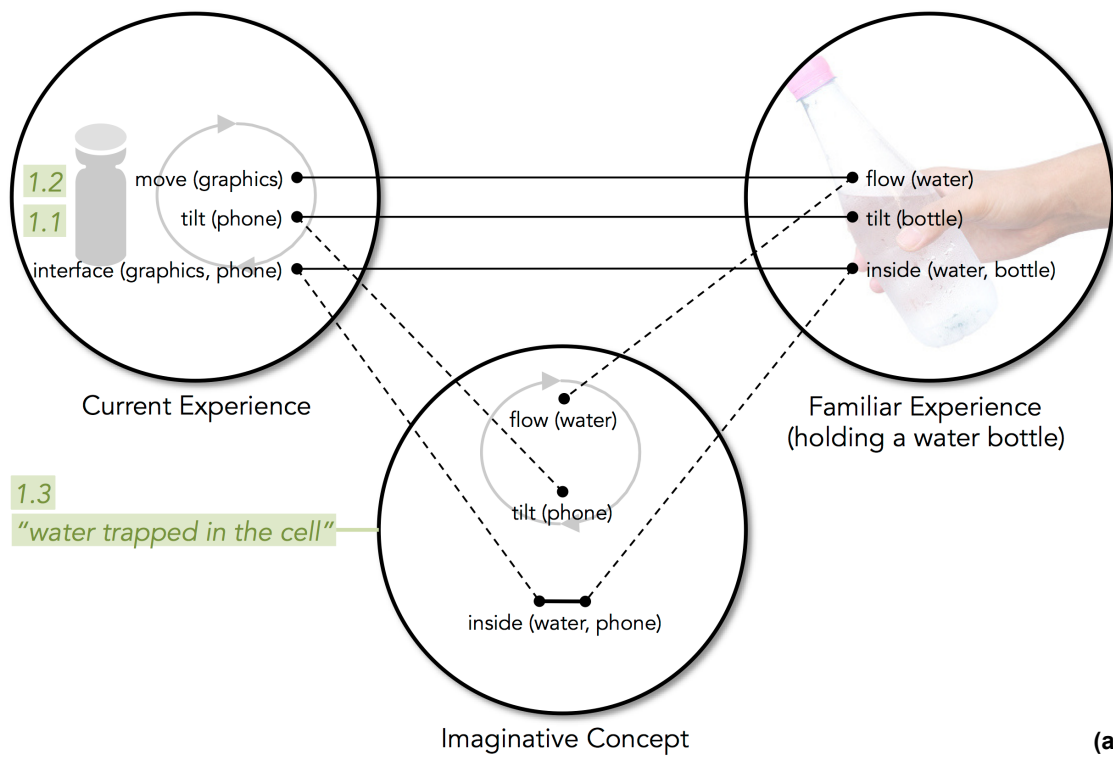 1.2
move (graphics)
flow (water)
1.1
tilt (phone)
tilt (bottle)
interface (graphics, phone)
inside (water, bottle)
Current Experience
Familiar Experience
(holding a water bottle)
flow (water)
1.3
tilt (phone)
"water trapped in the cell"
inside (water, phone)
Imaginative Concept
(a